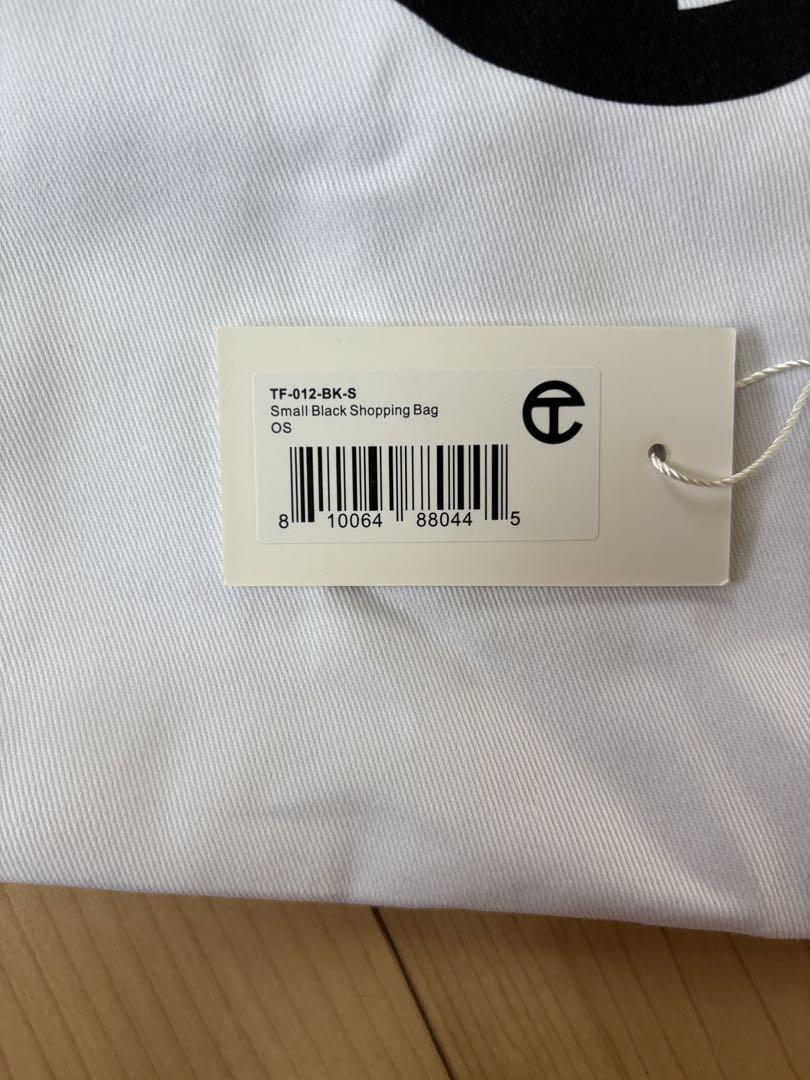 TF-012-BK-S
Small Black Shopping Bag
OS
8 10064 88044 5